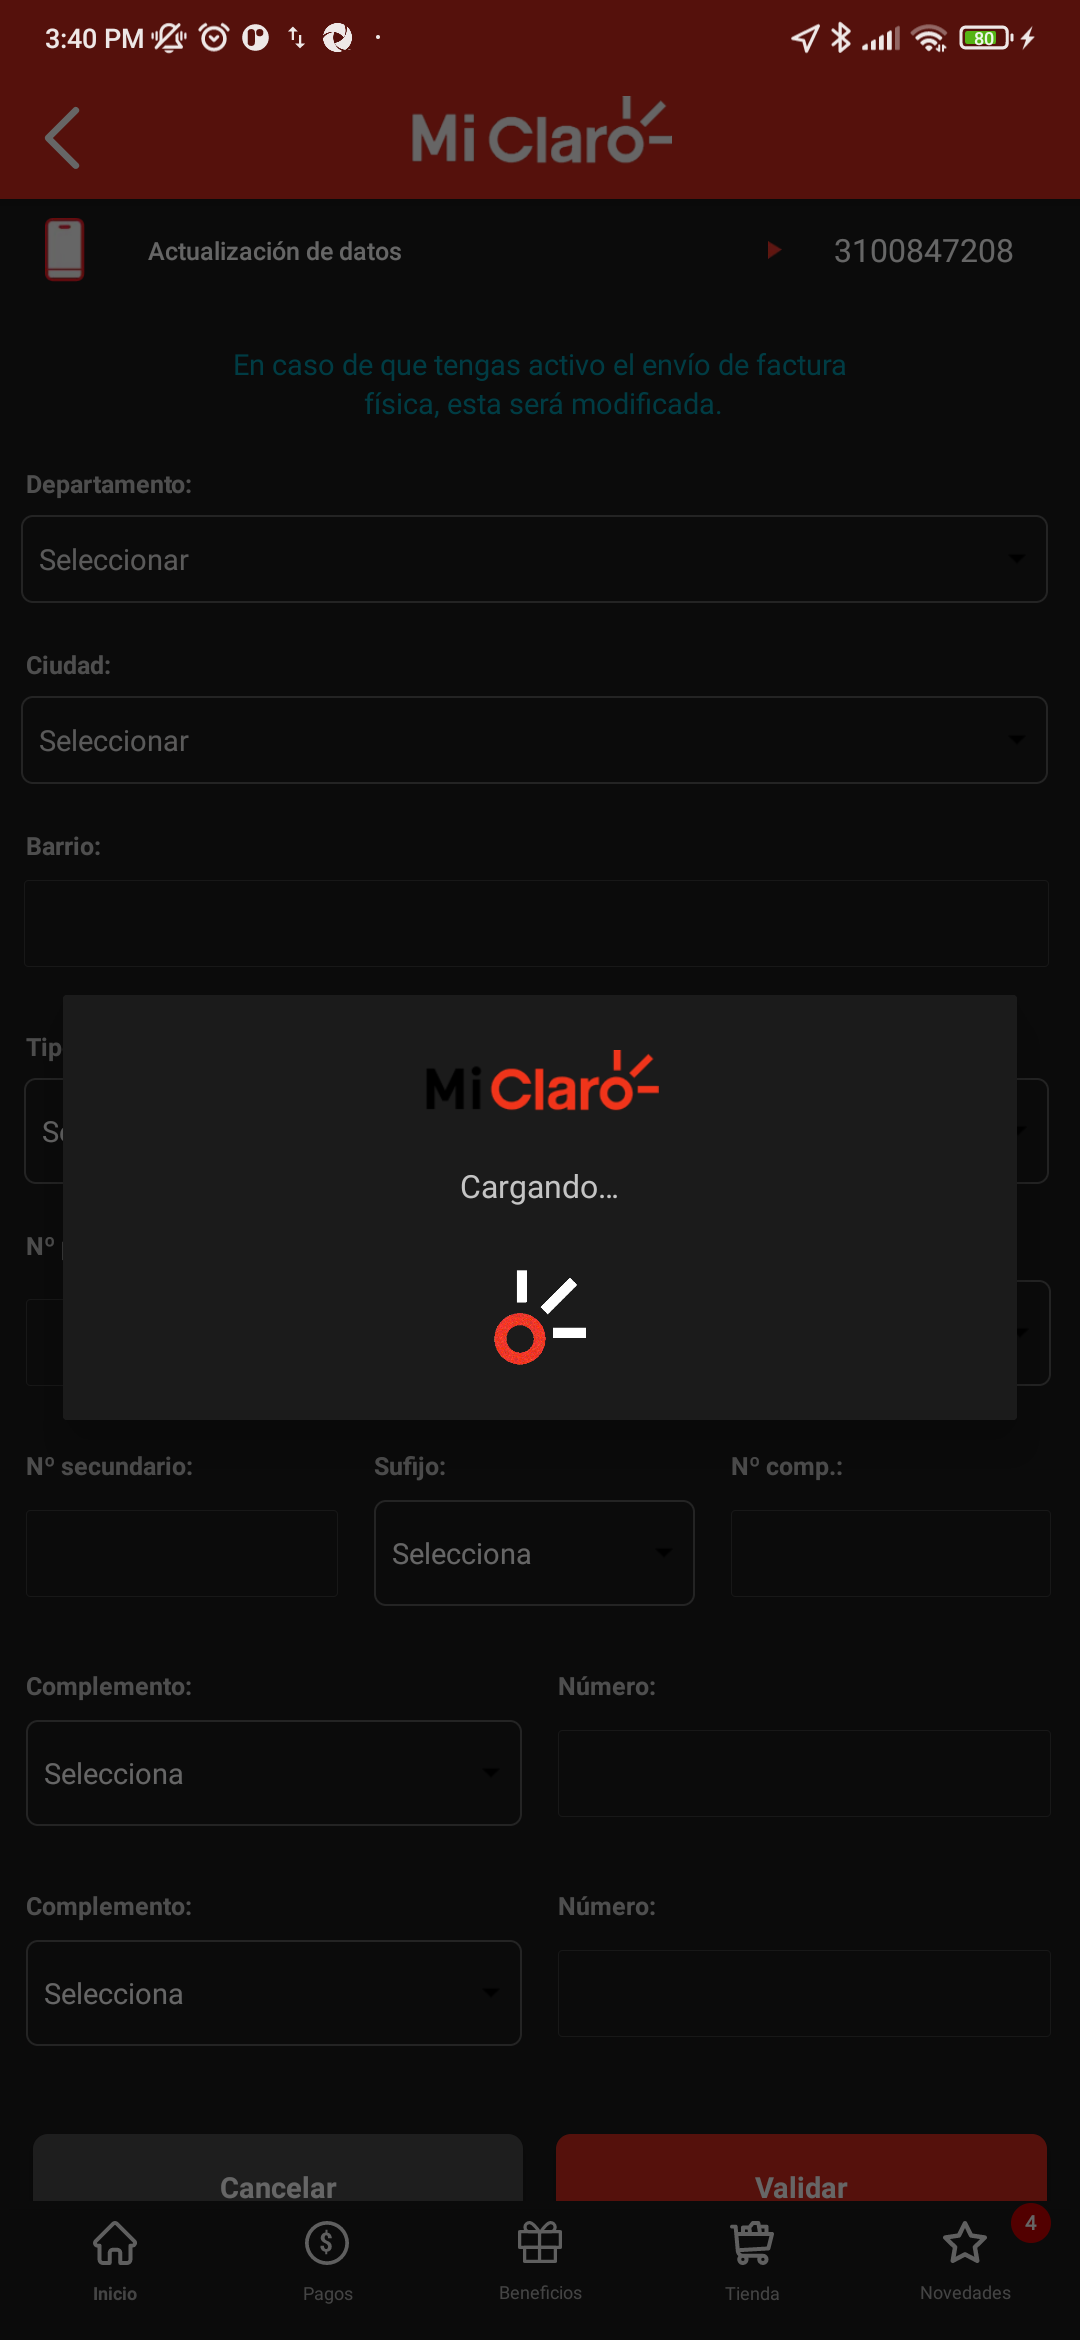 3:40 PM
80
Mi Claro
Actualización de datos
3100847208
En caso de que tengas activo el envío de factura
física, esta será modificada.
Departamento:
Seleccionar
Ciudad:
Seleccionar
Barrio:
Tip
Mi Claro
Se
Cargando...
Nº
Nº secundario:
Sufijo:
Nº comp.:
Selecciona
Complemento:
Número:
Selecciona
Complemento:
Número:
Selecciona
Cancelar
Validar
4
Inicio
Pagos
Beneficios
Tienda
Novedades